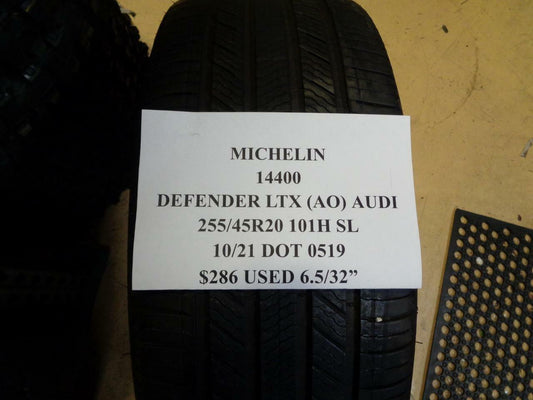 MICHELIN
14400
DEFENDER LTX (AO) AUDI
255/45R20 101H SL
10/21 DOT 0519
$286 USED 6.5/32”